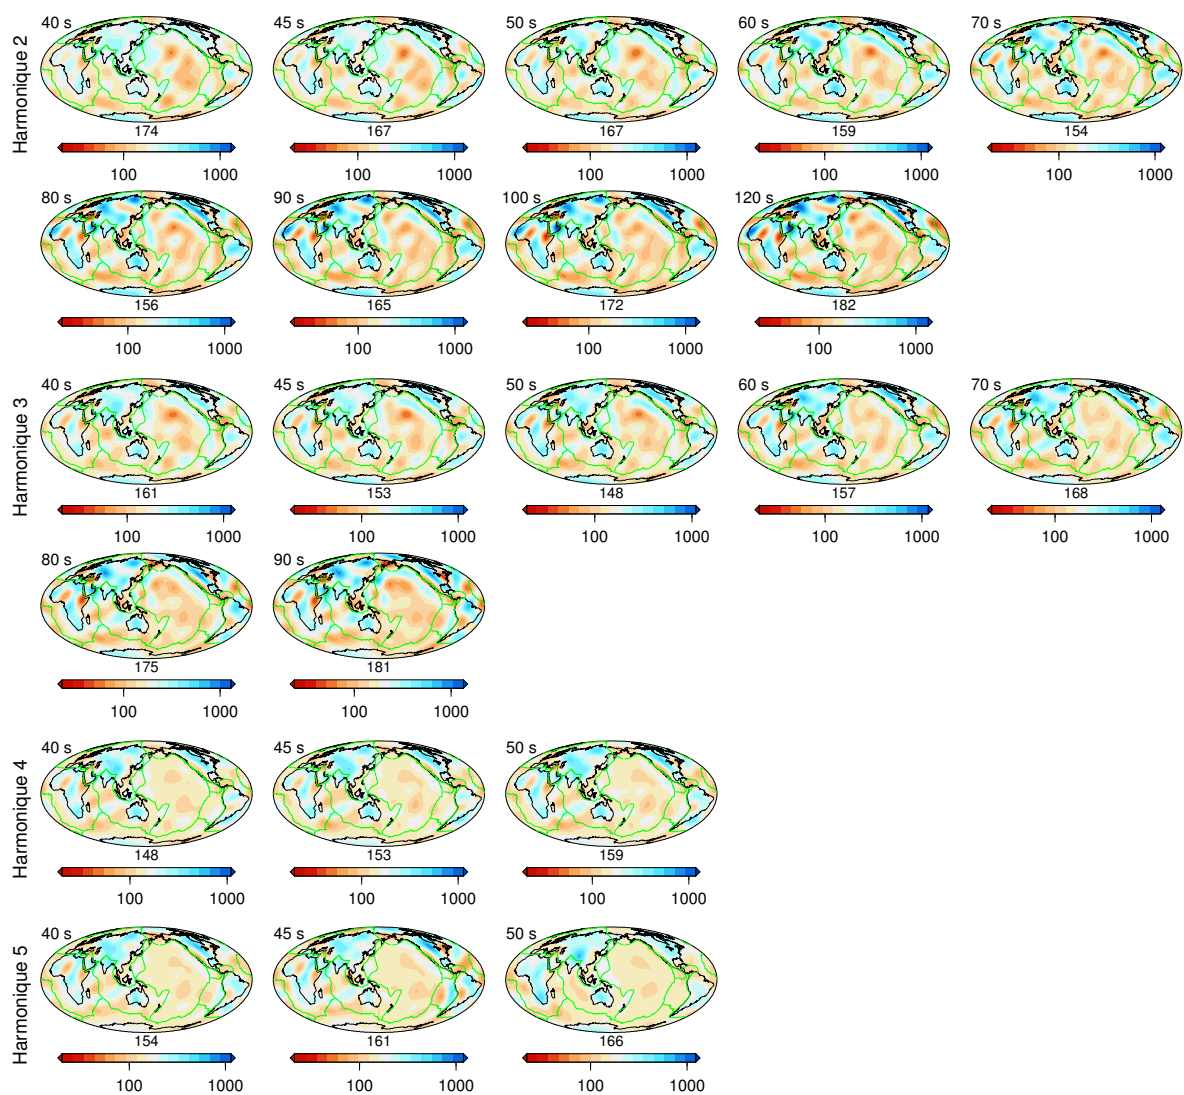 Harmonique 2
40 s 45 s 50 s 60 s 70 s
174 167 167 159 154
100 1000 100 1000 100 1000 100 1000 100 1000
80 s 90 s 100 s 120 s
156 165 172 182
100 1000 100 1000 100 1000 100 1000
Harmonique 3
40 s 45 s 50 s 60 s 70 s
161 153 148 157 168
100 1000 100 1000 100 1000 100 1000 100 1000
80 s 90 s
175 181
100 1000 100 1000
Harmonique 4
40 s 45 s 50 s
148 153 159
100 1000 100 1000 100 1000
Harmonique 5
40 s 45 s 50 s
154 161 166
100 1000 100 1000 100 1000